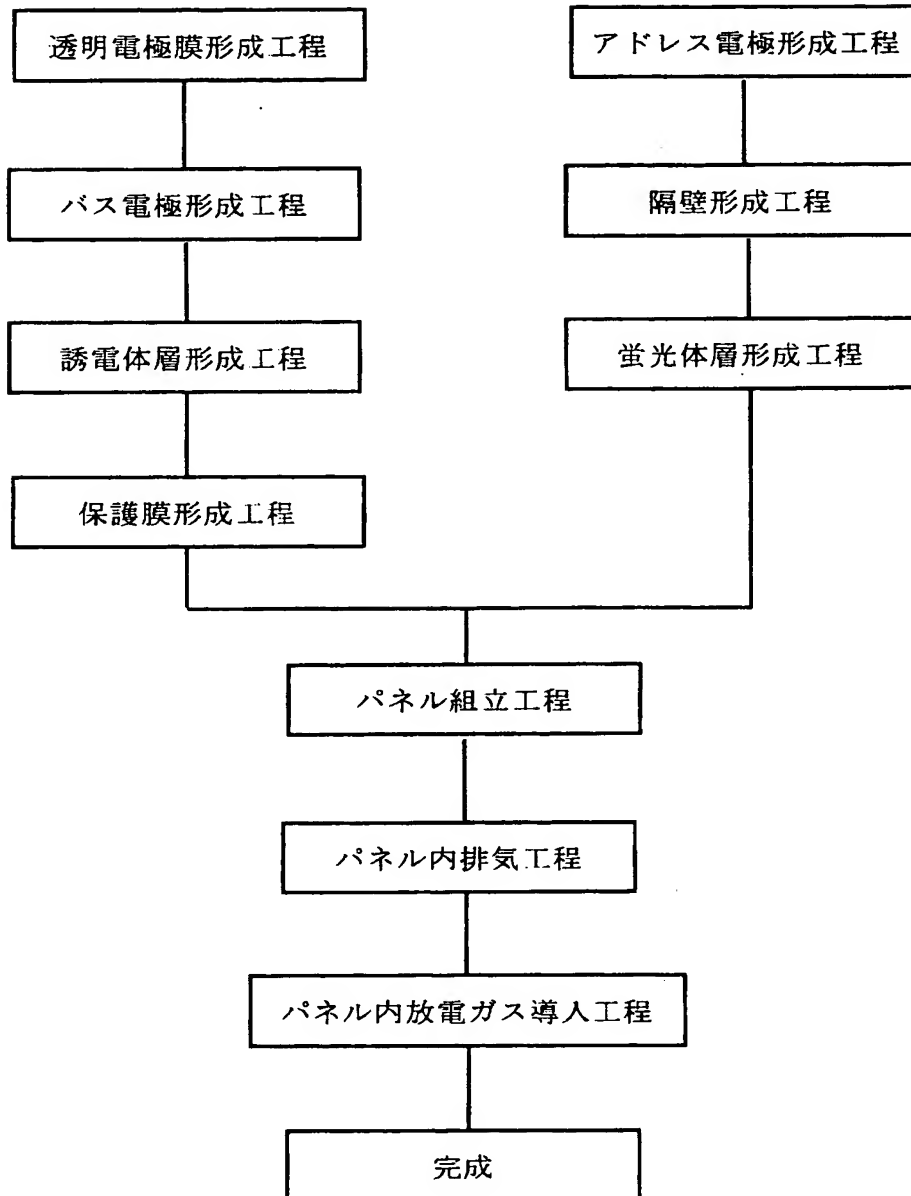 透明電極膜形成工程
バス電極形成工程
誘電体層形成工程
保護膜形成工程
アドレス電極形成工程
隔壁形成工程
蛍光体層形成工程
パネル組立工程
パネル内排気工程
パネル内放電ガス導入工程
完成